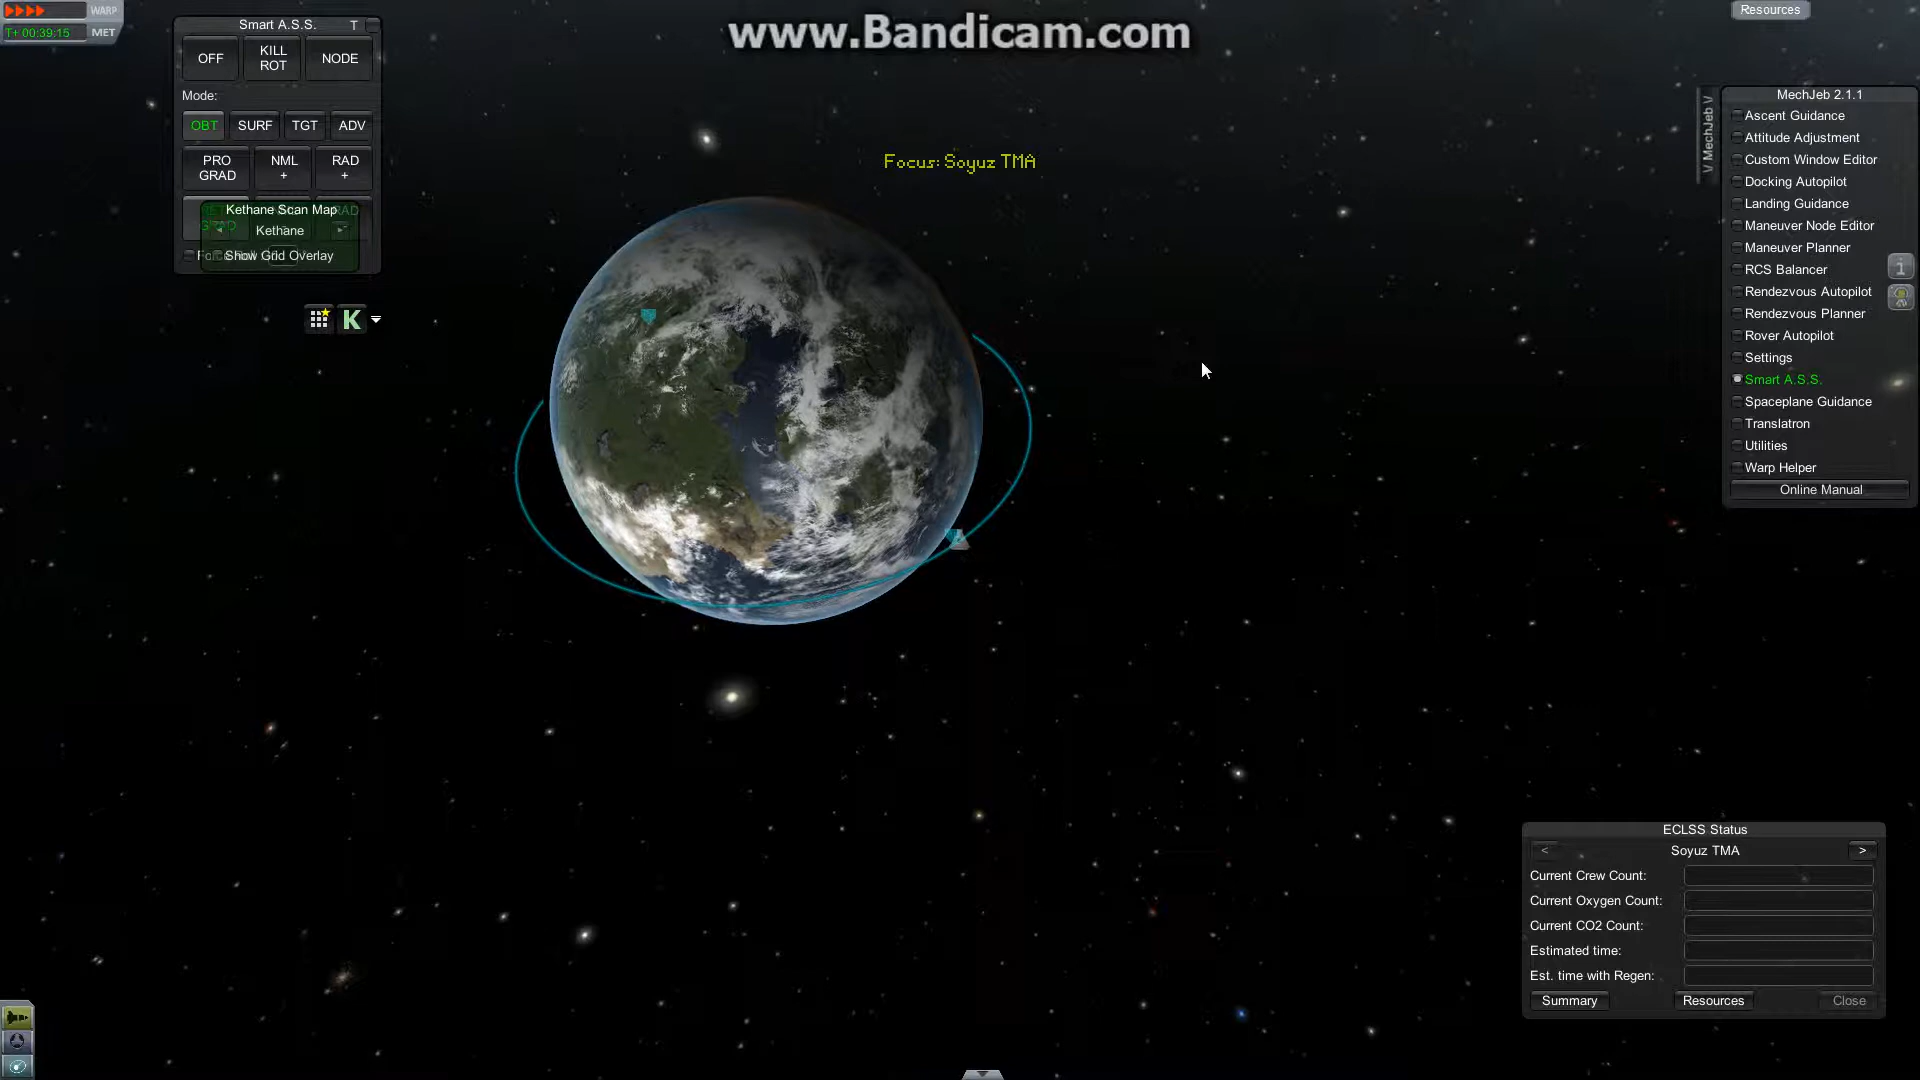 WARP
T+ 00:39:15 MET
Smart A.S.S. T
OFF
KILL
ROT
NODE
Mode:
OBT SURF TGT ADV
PRO
GRAD
NML
+
RAD
+
RAD
GRAD
Kethane Scan Map
Kethane
Show Grid Overlay
K
www.Bandicam.com
Focus: Soyuz TMA
Resources
V MechJeb V
MechJeb 2.1.1
Ascent Guidance
Attitude Adjustment
Custom Window Editor
Docking Autopilot
Landing Guidance
Maneuver Node Editor
Maneuver Planner
RCS Balancer
Rendezvous Autopilot
Rendezvous Planner
Rover Autopilot
Settings
Smart A.S.S.
Spaceplane Guidance
Translatron
Utilities
Warp Helper
Online Manual
ECLSS Status
< Soyuz TMA >
Current Crew Count:
Current Oxygen Count:
Current CO2 Count:
Estimated time:
Est. time with Regen:
Summary Resources Close